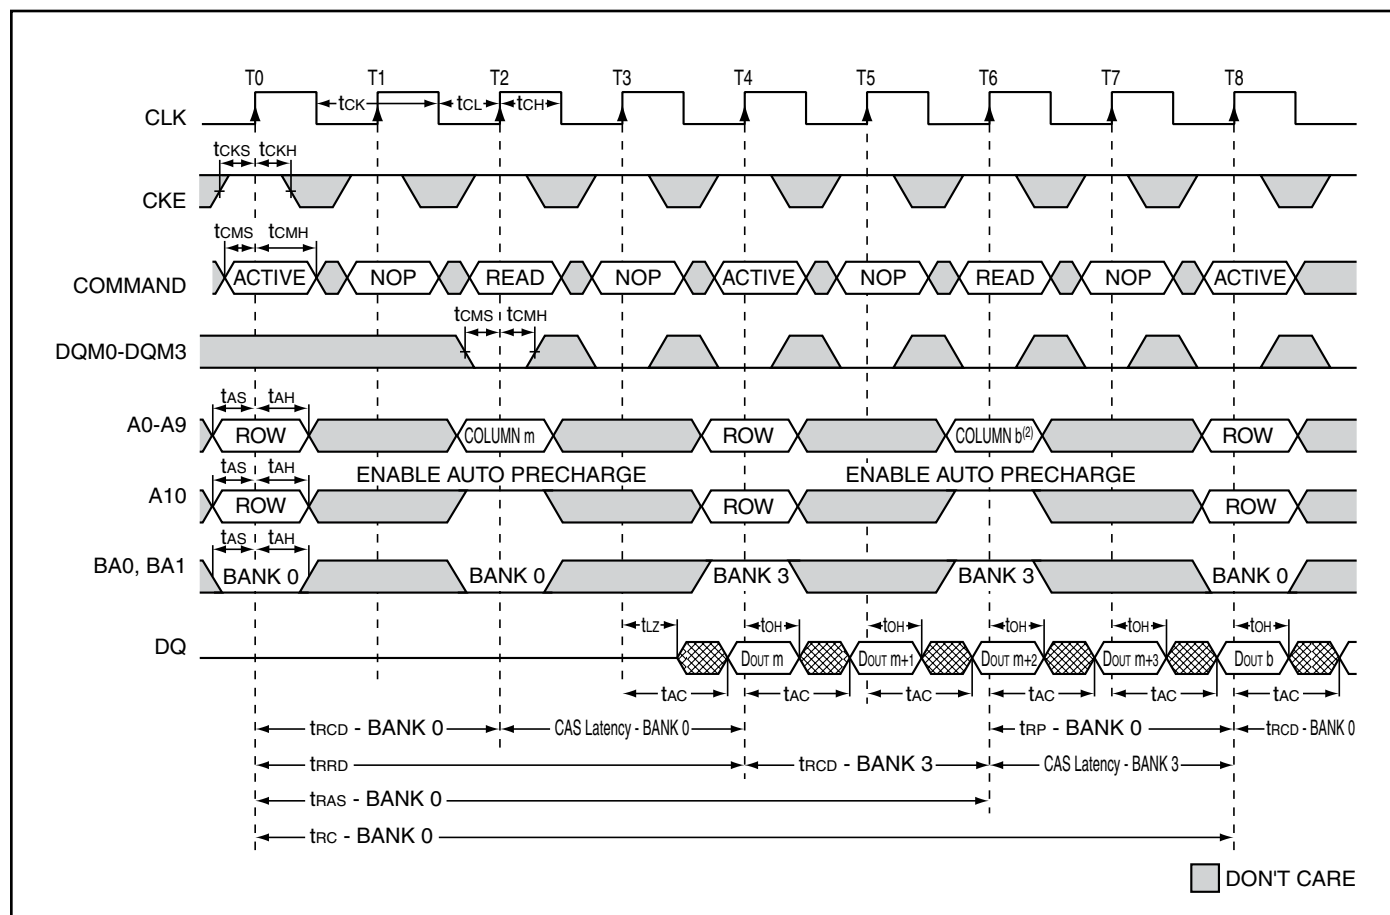 T0 T1 T2 T3 T4 T5 T6 T7 T8
CLK tCK tCL tCH
tCKS tCKH
CKE
tCMS tCMH
COMMAND ACTIVE NOP READ NOP ACTIVE NOP READ NOP ACTIVE
tCMS tCMH
DQM0-DQM3
tAS tAH
A0-A9 ROW COLUMN m ROW COLUMN b(2) ROW
tAS tAH ENABLE AUTO PRECHARGE ENABLE AUTO PRECHARGE
A10 ROW ROW ROW
tAS tAH
BA0, BA1 BANK 0 BANK 0 BANK 3 BANK 3 BANK 0
tLZ tOH tOH tOH tOH tOH
DQ DOUT m DOUT m+1 DOUT m+2 DOUT m+3 DOUT b
tAC tAC tAC tAC tAC tAC
tRCD - BANK 0 CAS Latency - BANK 0 tRP - BANK 0 tRCD - BANK 0
tRRD tRCD - BANK 3 CAS Latency - BANK 3
tRAS - BANK 0
tRC - BANK 0
DON'T CARE